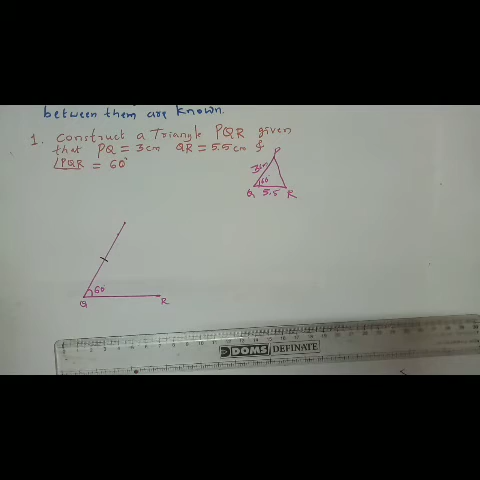 between them are known.
1. Construct a Triangle PQR given
that PQ = 3cm QR = 5.5cm &
∠PQR = 60°
P
3cm
60°
Q 5.5 R
60°
Q R
DOMS DEFINATE